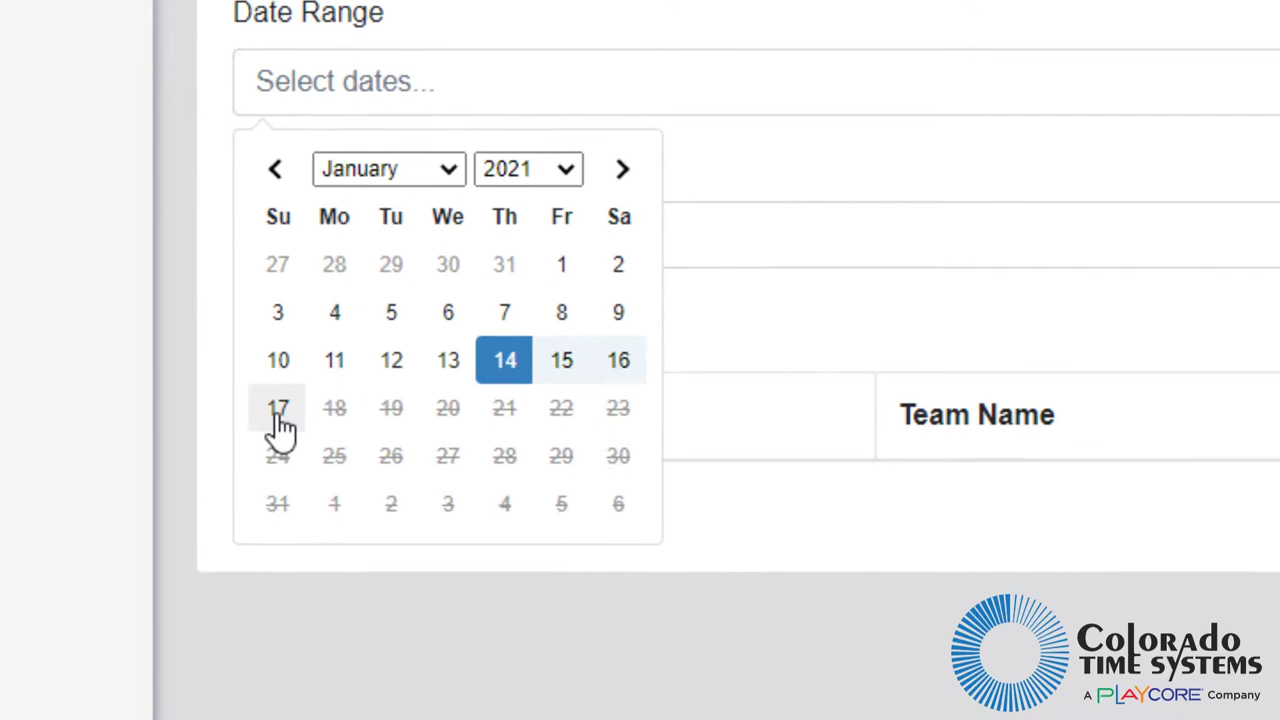 Date Range
Select dates...
January 2021
Su Mo Tu We Th Fr Sa
27 28 29 30 31 1 2
3 4 5 6 7 8 9
10 11 12 13 14 15 16
17 18 19 20 21 22 23
24 25 26 27 28 29 30
31 1 2 3 4 5 6
Team Name
Colorado
TIME SYSTEMS
A PLAYCORE Company